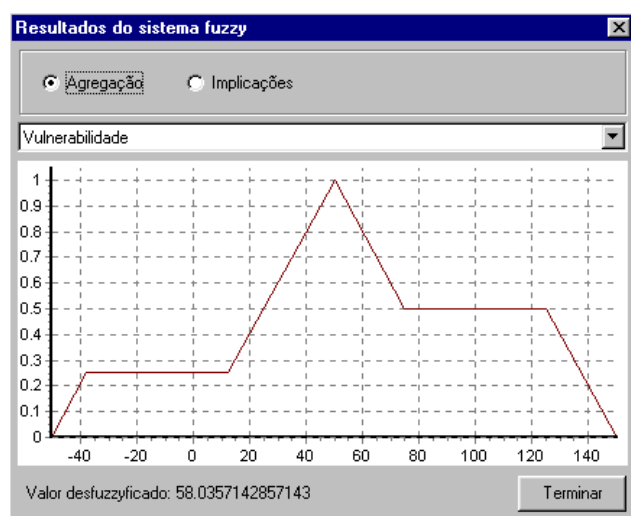 Resultados do sistema fuzzy
Agregação Implicações
Vulnerabilidade
1
0.9
0.8
0.7
0.6
0.5
0.4
0.3
0.2
0.1
0
-40 -20 0 20 40 60 80 100 120 140
Valor desfuzzyficado: 58.0357142857143 Terminar